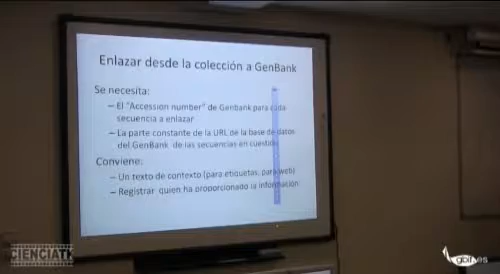 Enlazar desde la colección a GenBank
Se necesita:
– El "Accession number" de Genbank para cada
secuencia a enlazar
– La parte constante de la URL de la base de datos
del GenBank de las secuencias en cuestión
Conviene:
– Un texto de contexto (para etiquetas, para web)
– Registrar quien ha proporcionado la información
CIENCIATK
gbif.es